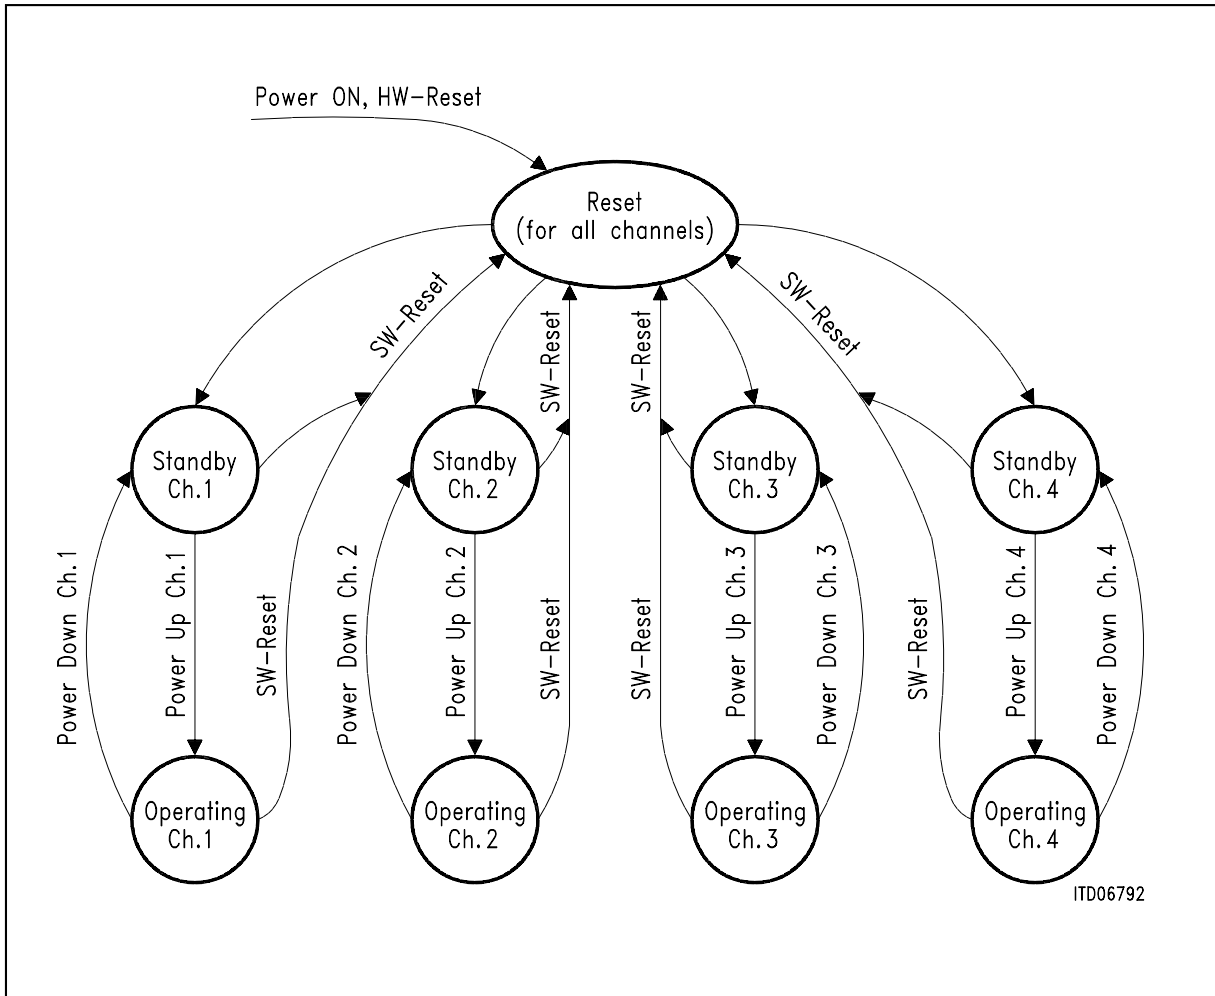 Power ON, HW-Reset
Reset
(for all channels)
SW-Reset
SW-Reset
SW-Reset
SW-Reset
Standby
Ch.1
Standby
Ch.2
Standby
Ch.3
Standby
Ch.4
Power Down Ch.1
Power Up Ch.1
SW-Reset
Power Down Ch.2
Power Up Ch.2
SW-Reset
SW-Reset
Power Up Ch.3
Power Down Ch.3
SW-Reset
Power Up Ch.4
Power Down Ch.4
Operating
Ch.1
Operating
Ch.2
Operating
Ch.3
Operating
Ch.4
ITD06792